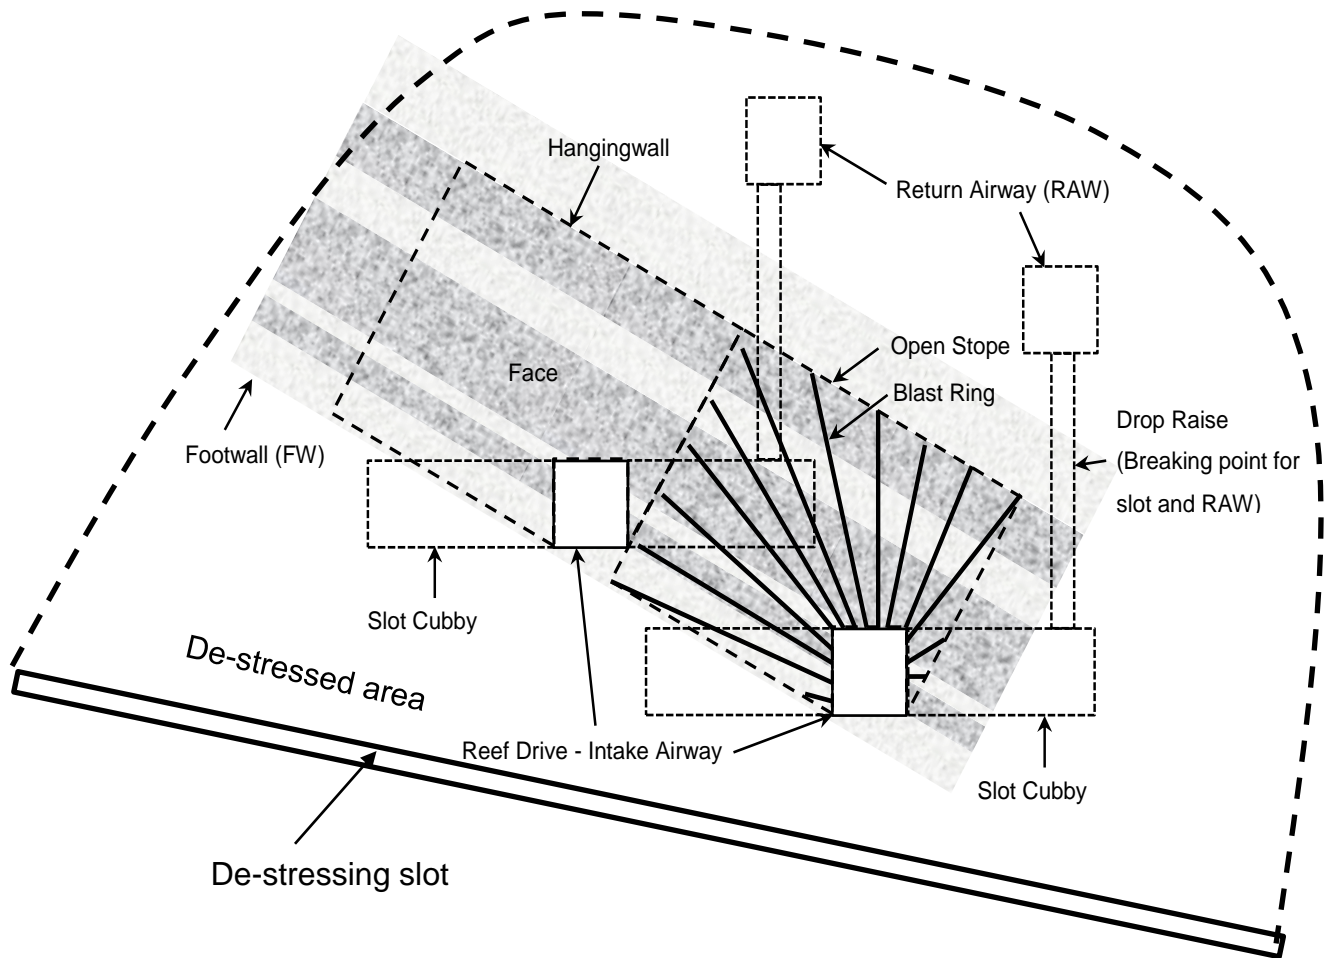 Hangingwall
Return Airway (RAW)
Open Stope
Blast Ring
Face
Drop Raise
(Breaking point for
slot and RAW)
Footwall (FW)
Slot Cubby
De-stressed area
Reef Drive - Intake Airway
Slot Cubby
De-stressing slot